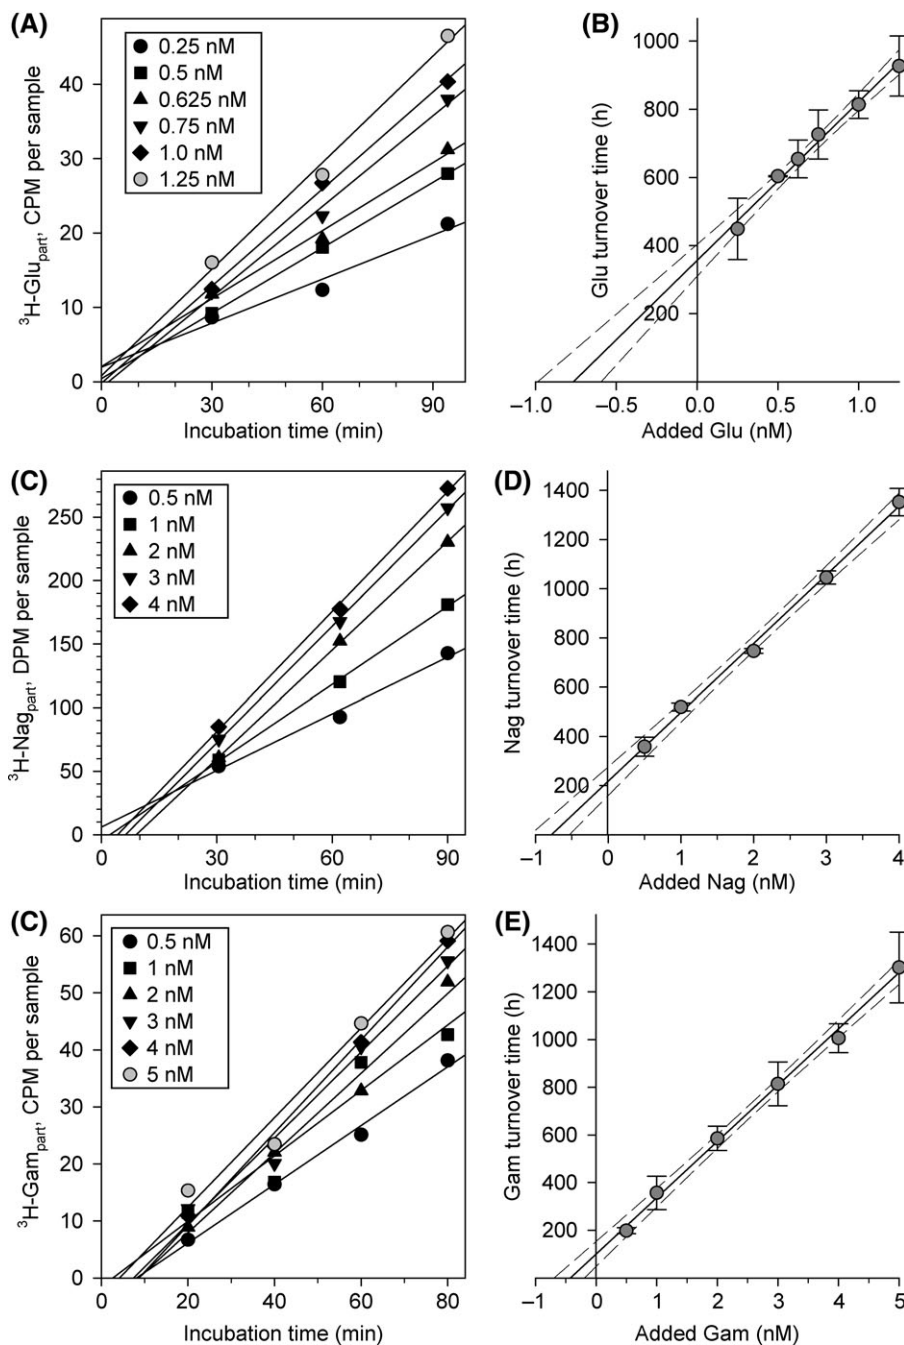 (A)
³H-Glu_part, CPM per sample
40
30
20
10
0
0.25 nM
0.5 nM
0.625 nM
0.75 nM
1.0 nM
1.25 nM
0 30 60 90
Incubation time (min)
(B)
Glu turnover time (h)
1000
800
600
400
200
−1.0 −0.5 0.0 0.5 1.0
Added Glu (nM)
(C)
³H-Nag_part, DPM per sample
250
200
150
100
50
0
0.5 nM
1 nM
2 nM
3 nM
4 nM
0 30 60 90
Incubation time (min)
(D)
Nag turnover time (h)
1400
1200
1000
800
600
400
200
−1 0 1 2 3 4
Added Nag (nM)
(C)
³H-Gam_part, CPM per sample
60
50
40
30
20
10
0
0.5 nM
1 nM
2 nM
3 nM
4 nM
5 nM
0 20 40 60 80
Incubation time (min)
(E)
Gam turnover time (h)
1400
1200
1000
800
600
400
200
−1 0 1 2 3 4 5
Added Gam (nM)